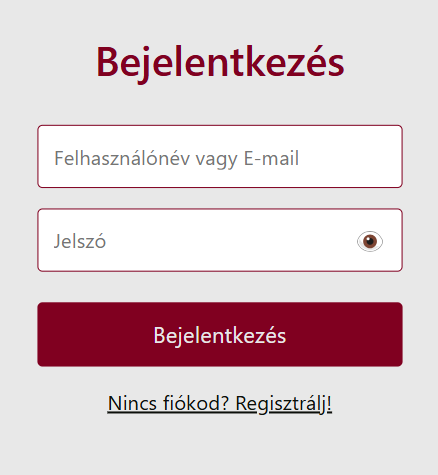 Bejelentkezés
Felhasználónév vagy E-mail
Jelszó
Bejelentkezés
Nincs fiókod? Regisztrálj!